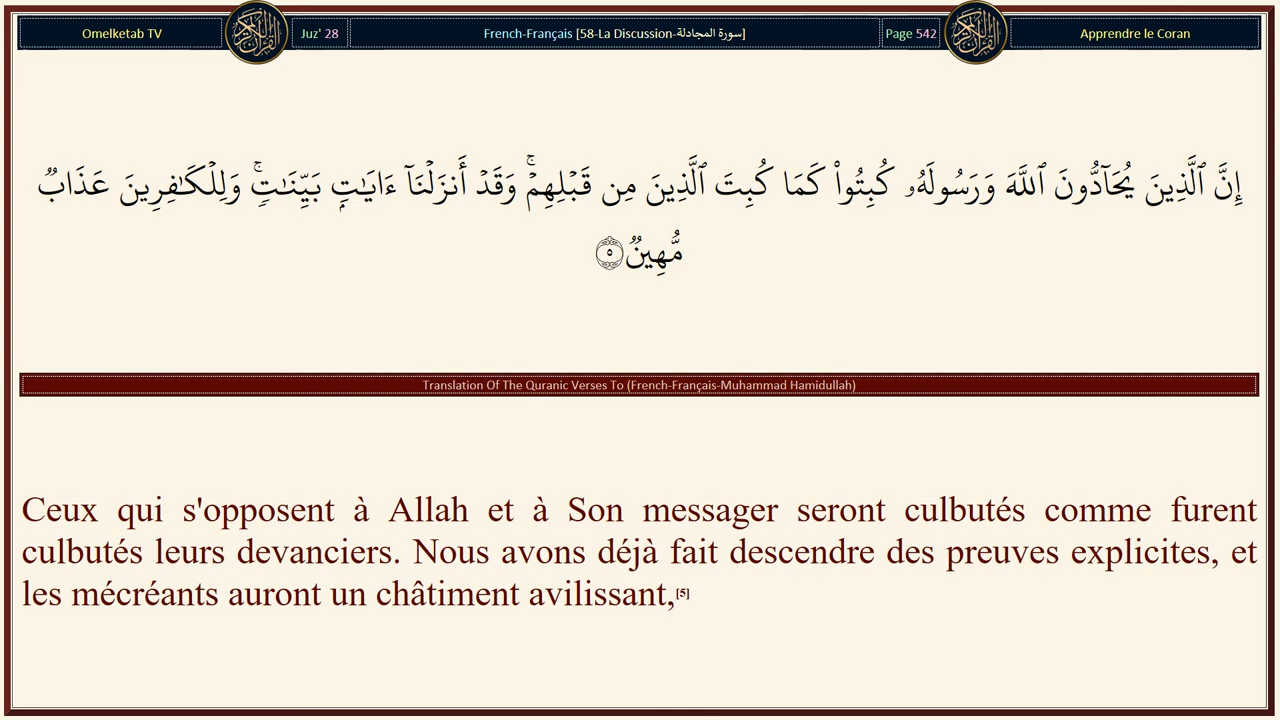 Omelketab TV
Juz' 28
French-Français [58-La Discussion-سورة المجادلة]
Page 542
Apprendre le Coran
إِنَّ ٱلَّذِينَ يُحَآدُّونَ ٱللَّهَ وَرَسُولَهُۥ كُبِتُوا۟ كَمَا كُبِتَ ٱلَّذِينَ مِن قَبْلِهِمْ ۚ وَقَدْ أَنزَلْنَآ ءَايَـٰتٍۭ بَيِّنَـٰتٍ ۚ وَلِلْكَـٰفِرِينَ عَذَابٌ
مُّهِينٌ ٥
Translation Of The Quranic Verses To (French-Français-Muhammad Hamidullah)
Ceux qui s'opposent à Allah et à Son messager seront culbutés comme furent
culbutés leurs devanciers. Nous avons déjà fait descendre des preuves explicites, et
les mécréants auront un châtiment avilissant,[5]